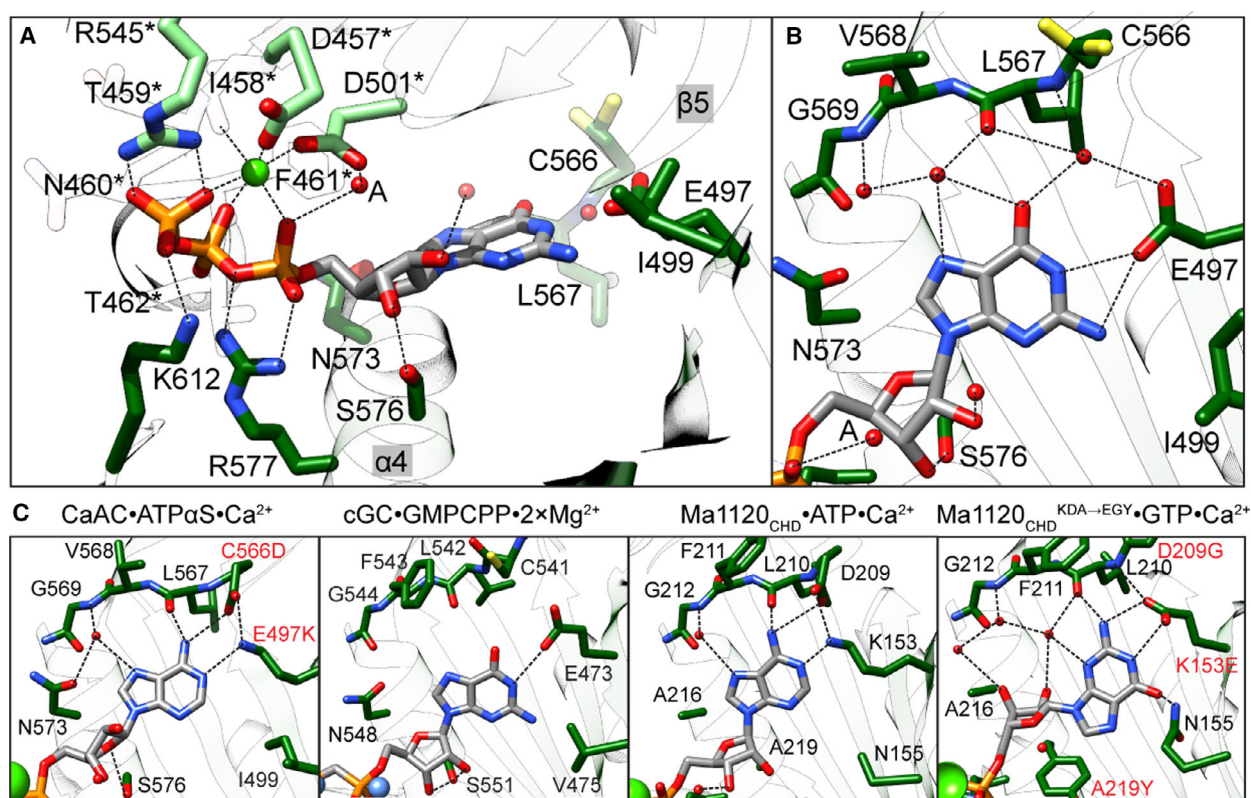 A
R545*
D457*
T459*
I458*
D501*
β5
N460*
F461*
A
C566
E497
I499
L567
T462*
N573
K612
S576
R577
α4
B
V568
C566
L567
G569
E497
N573
I499
A
S576
C
CaAC•ATPαS•Ca²⁺
V568
C566D
L567
G569
E497K
N573
I499
S576
cGC•GMPCPP•2×Mg²⁺
L542
F543
C541
G544
E473
N548
S551
V475
Ma1120CHD•ATP•Ca²⁺
F211
L210
G212
D209
K153
A216
A219
N155
Ma1120CHD KDA→EGY•GTP•Ca²⁺
D209G
G212
L210
F211
K153E
A216
N155
A219Y